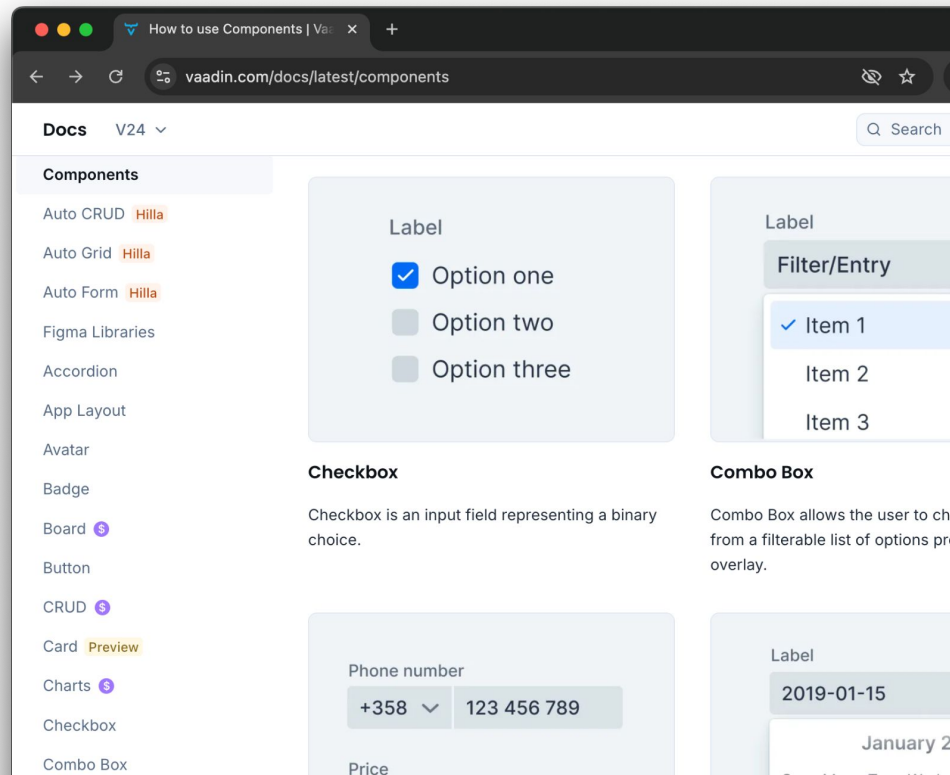 How to use Components | Vaa
vaadin.com/docs/latest/components
Docs
V24
Search
Components
Auto CRUD Hilla
Auto Grid Hilla
Auto Form Hilla
Figma Libraries
Accordion
App Layout
Avatar
Badge
Board $
Button
CRUD $
Card Preview
Charts $
Checkbox
Combo Box
Label
Option one
Option two
Option three
Checkbox
Checkbox is an input field representing a binary
choice.
Label
Filter/Entry
Item 1
Item 2
Item 3
Combo Box
Combo Box allows the user to ch
from a filterable list of options pr
overlay.
Phone number
+358 123 456 789
Price
Label
2019-01-15
January 2